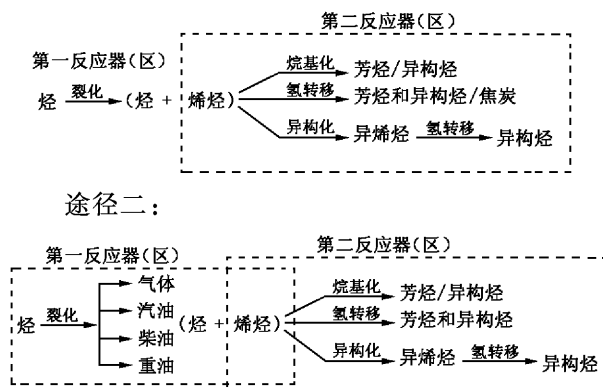 第二反应器(区)
第一反应器(区)
烷基化 芳烃/异构烃
烃 裂化 (烃 + 烯烃) 氢转移 芳烃和异构烃/焦炭
异构化 异烯烃 氢转移 异构烃
途径二:
第一反应器(区) 第二反应器(区)
气体
烷基化 芳烃/异构烃
汽油
烃 裂化 (烃 + 烯烃) 氢转移 芳烃和异构烃
柴油
异构化 异烯烃 氢转移 异构烃
重油